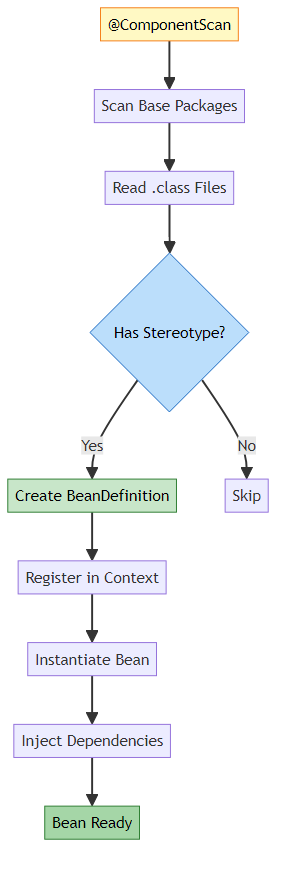 @ComponentScan
Scan Base Packages
Read .class Files
Has Stereotype?
Yes
No
Create BeanDefinition
Skip
Register in Context
Instantiate Bean
Inject Dependencies
Bean Ready